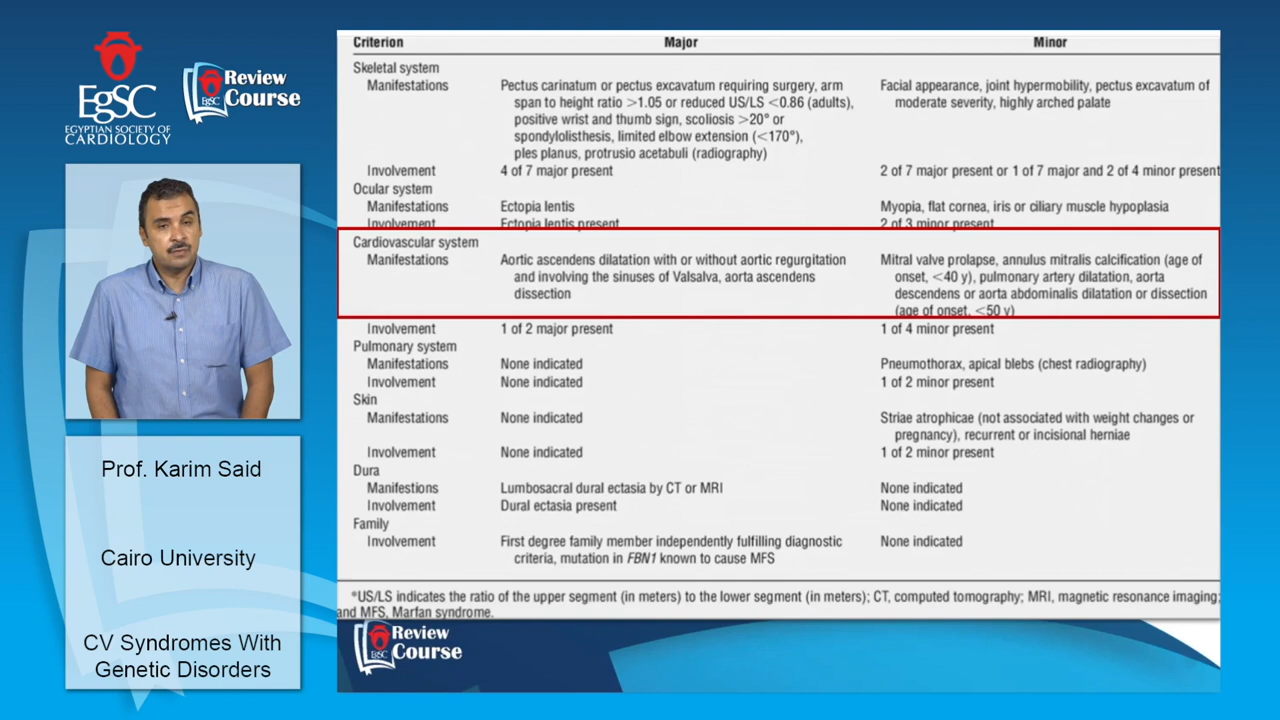 EgSC
EGYPTIAN SOCIETY OF
CARDIOLOGY
EgSC
Review
Course
Prof. Karim Said
Cairo University
CV Syndromes With
Genetic Disorders
Criterion Major Minor
Skeletal system
Manifestations Pectus carinatum or pectus excavatum requiring surgery, arm Facial appearance, joint hypermobility, pectus excavatum of
span to height ratio >1.05 or reduced US/LS <0.86 (adults), moderate severity, highly arched palate
positive wrist and thumb sign, scoliosis >20° or
spondylolisthesis, limited elbow extension (<170°),
ples planus, protrusio acetabuli (radiography)
Involvement 4 of 7 major present 2 of 7 major present or 1 of 7 major and 2 of 4 minor present
Ocular system
Manifestations Ectopia lentis Myopia, flat cornea, iris or ciliary muscle hypoplasia
Involvement Ectopia lentis present 2 of 3 minor present
Cardiovascular system
Manifestations Aortic ascendens dilatation with or without aortic regurgitation Mitral valve prolapse, annulus mitralis calcification (age of
and involving the sinuses of Valsalva, aorta ascendens onset, <40 y), pulmonary artery dilatation, aorta
dissection descendens or aorta abdominalis dilatation or dissection
(age of onset, <50 y)
Involvement 1 of 2 major present 1 of 4 minor present
Pulmonary system
Manifestations None indicated Pneumothorax, apical blebs (chest radiography)
Involvement None indicated 1 of 2 minor present
Skin
Manifestations None indicated Striae atrophicae (not associated with weight changes or
pregnancy), recurrent or incisional herniae
Involvement None indicated 1 of 2 minor present
Dura
Manifestions Lumbosacral dural ectasia by CT or MRI None indicated
Involvement Dural ectasia present None indicated
Family
Involvement First degree family member independently fulfilling diagnostic None indicated
criteria, mutation in FBN1 known to cause MFS
*US/LS indicates the ratio of the upper segment (in meters) to the lower segment (in meters); CT, computed tomography; MRI, magnetic resonance imaging;
and MFS, Marfan syndrome.
EgSC
Review
Course